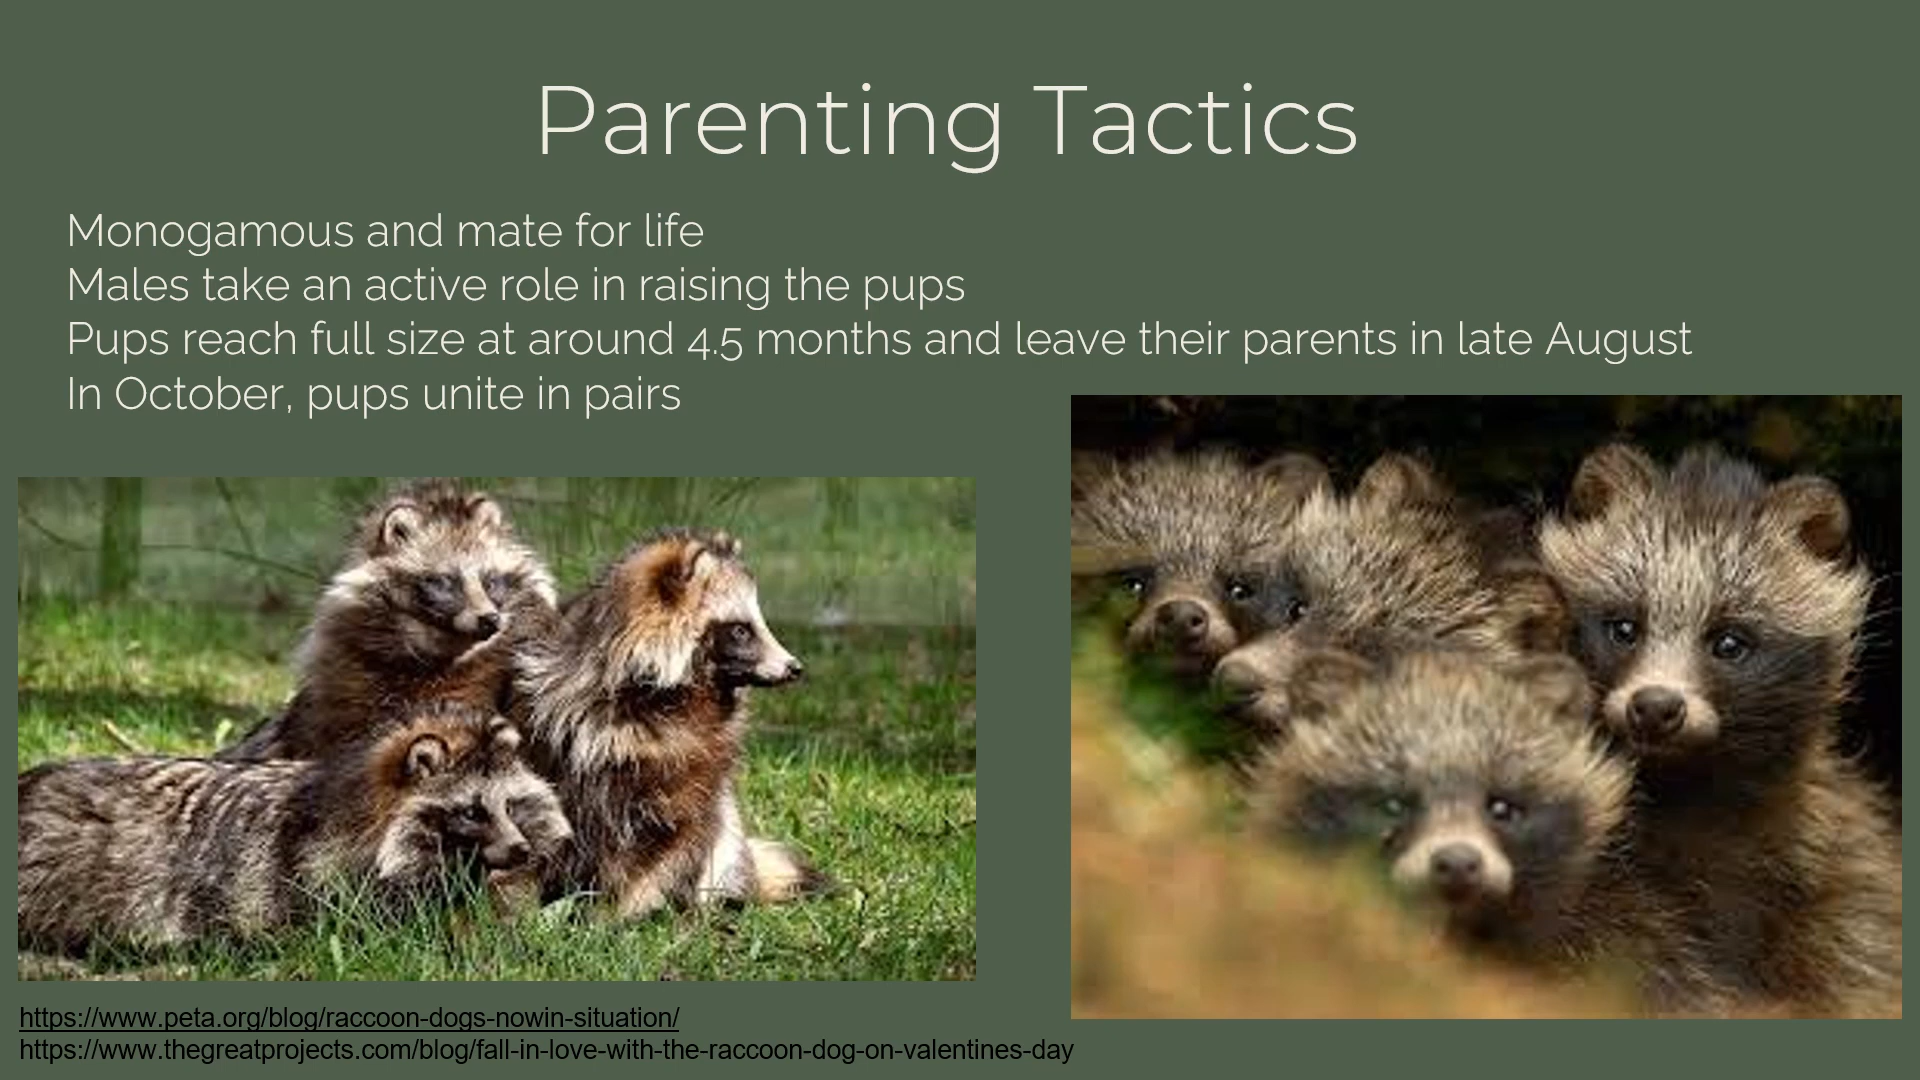 Parenting Tactics
Monogamous and mate for life
Males take an active role in raising the pups
Pups reach full size at around 4.5 months and leave their parents in late August
In October, pups unite in pairs
https://www.peta.org/blog/raccoon-dogs-nowin-situation/
https://www.thegreatprojects.com/blog/fall-in-love-with-the-raccoon-dog-on-valentines-day